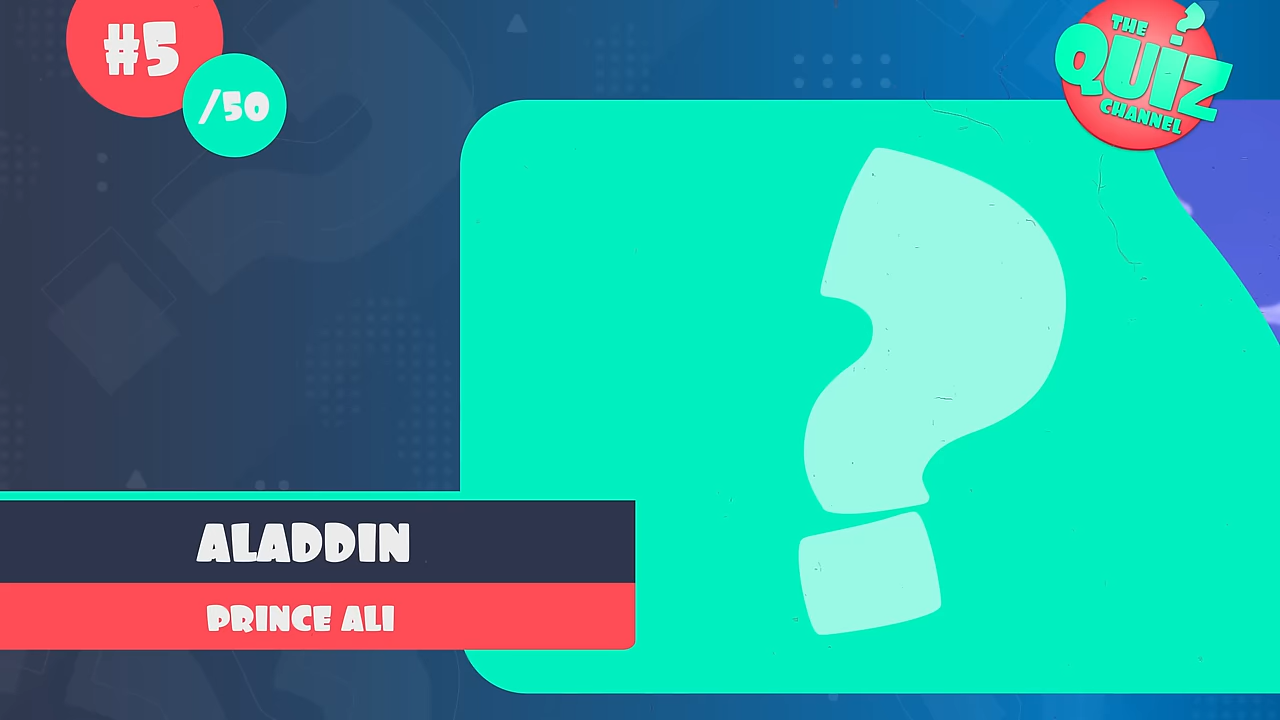 #5
/50
THE
QUIZ
CHANNEL
ALADDIN
PRINCE ALI